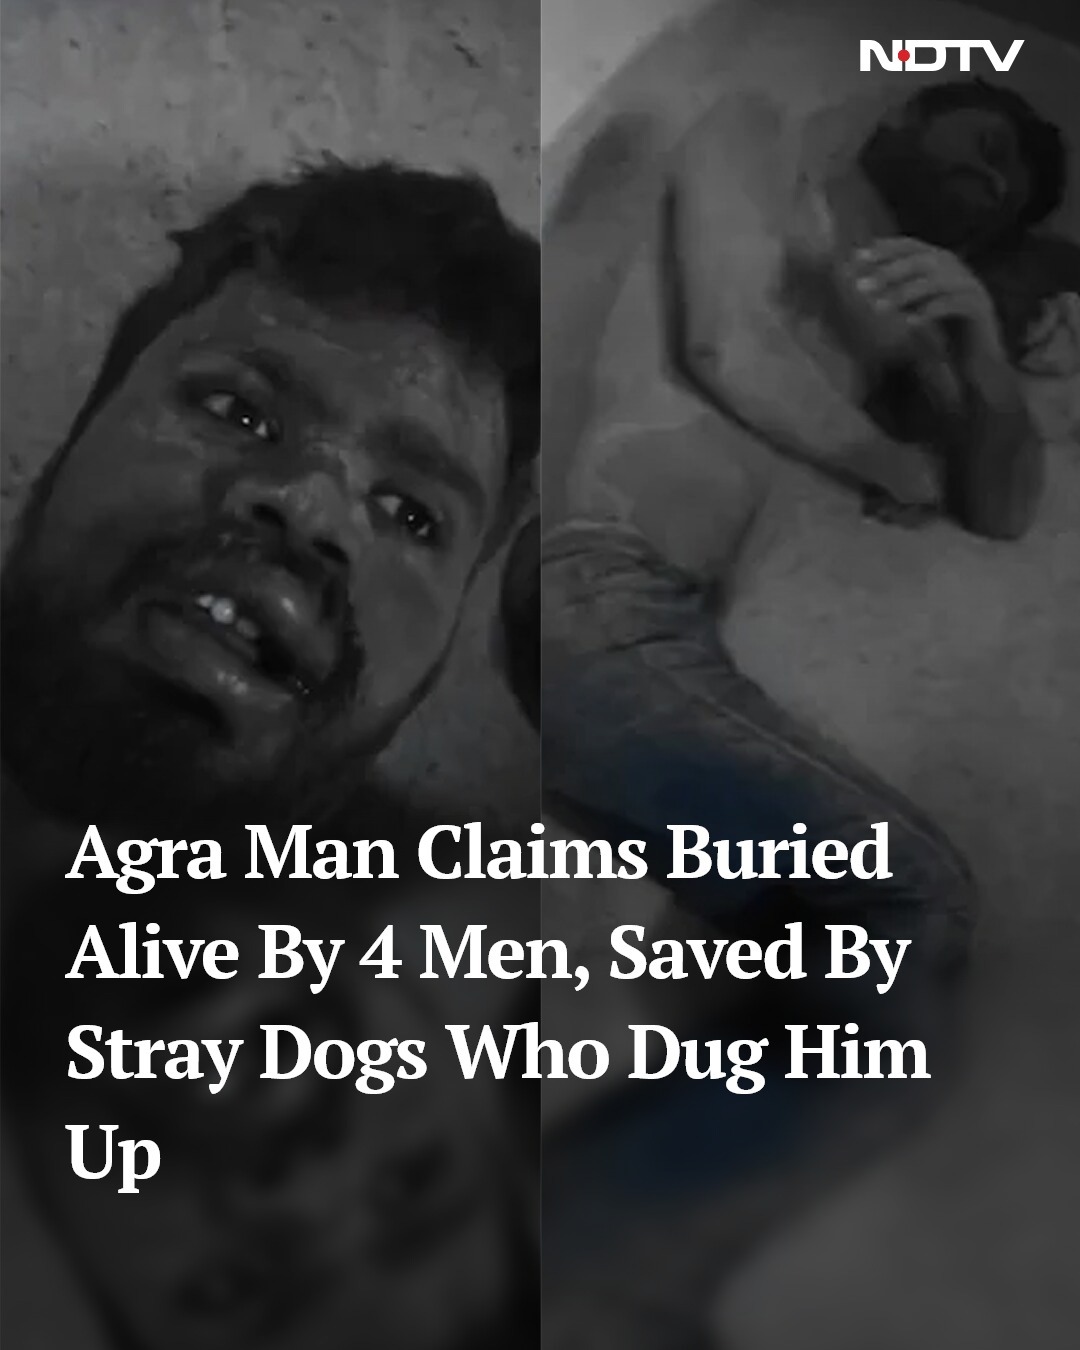 NDTV
Agra Man Claims Buried
Alive By 4 Men, Saved By
Stray Dogs Who Dug Him
Up